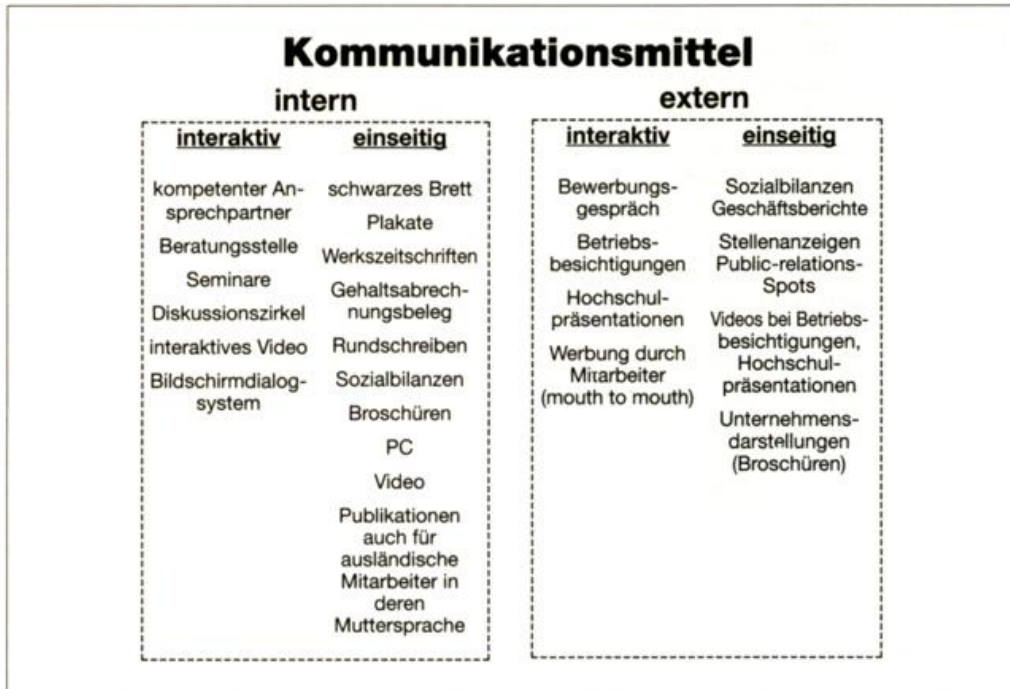 Kommunikationsmittel
intern
interaktiv
kompetenter An-
sprechpartner
Beratungsstelle
Seminare
Diskussionszirkel
interaktives Video
Bildschirmdialog-
system
einseitig
schwarzes Brett
Plakate
Werkszeitschriften
Gehaltsabrech-
nungsbeleg
Rundschreiben
Sozialbilanzen
Broschüren
PC
Video
Publikationen
auch für
ausländische
Mitarbeiter in
deren
Muttersprache
extern
interaktiv
Bewerbungs-
gespräch
Betriebs-
besichtigungen
Hochschul-
präsentationen
Werbung durch
Mitarbeiter
(mouth to mouth)
einseitig
Sozialbilanzen
Geschäftsberichte
Stellenanzeigen
Public-relations-
Spots
Videos bei Betriebs-
besichtigungen,
Hochschul-
präsentationen
Unternehmens-
darstellungen
(Broschüren)